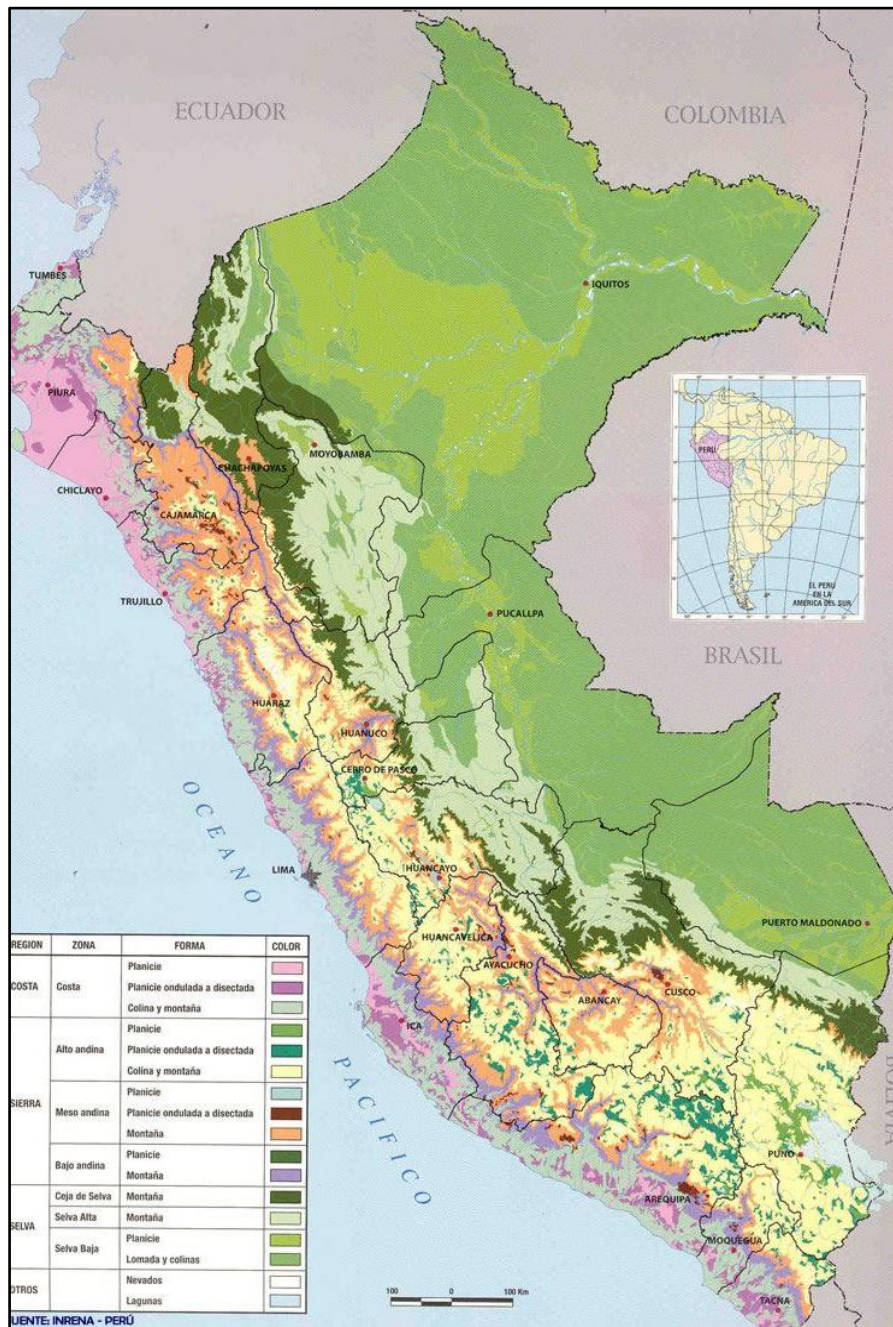 ECUADOR
COLOMBIA
TUMBES
IQUITOS
PIURA
MOYOBAMBA
CHACHAPOYAS
PERÚ
CHICLAYO
CAJAMARCA
TRUJILLO
EL PERU
EN LA
AMERICA DEL SUR
PUCALLPA
BRASIL
HUARAZ
HUANUCO
CERRO DE PASCO
OCEANO
LIMA
HUANCAYO
PUERTO MALDONADO
HUANCAVELICA
AYACUCHO
CUSCO
ABANCAY
ICA
PACIFICO
PUNO
AREQUIPA
MOQUEGUA
TACNA
REGION ZONA FORMA COLOR
COSTA Costa Planicie
Planicie ondulada a disectada
Colina y montaña
SIERRA Alto andina Planicie
Planicie ondulada a disectada
Colina y montaña
Meso andina Planicie
Planicie ondulada a disectada
Montaña
Bajo andina Planicie
Montaña
SELVA Ceja de Selva Montaña
Selva Alta Montaña
Selva Baja Planicie
Lomada y colinas
OTROS Nevados
Lagunas
100 0 100 Km
UENTE: INRENA - PERÚ